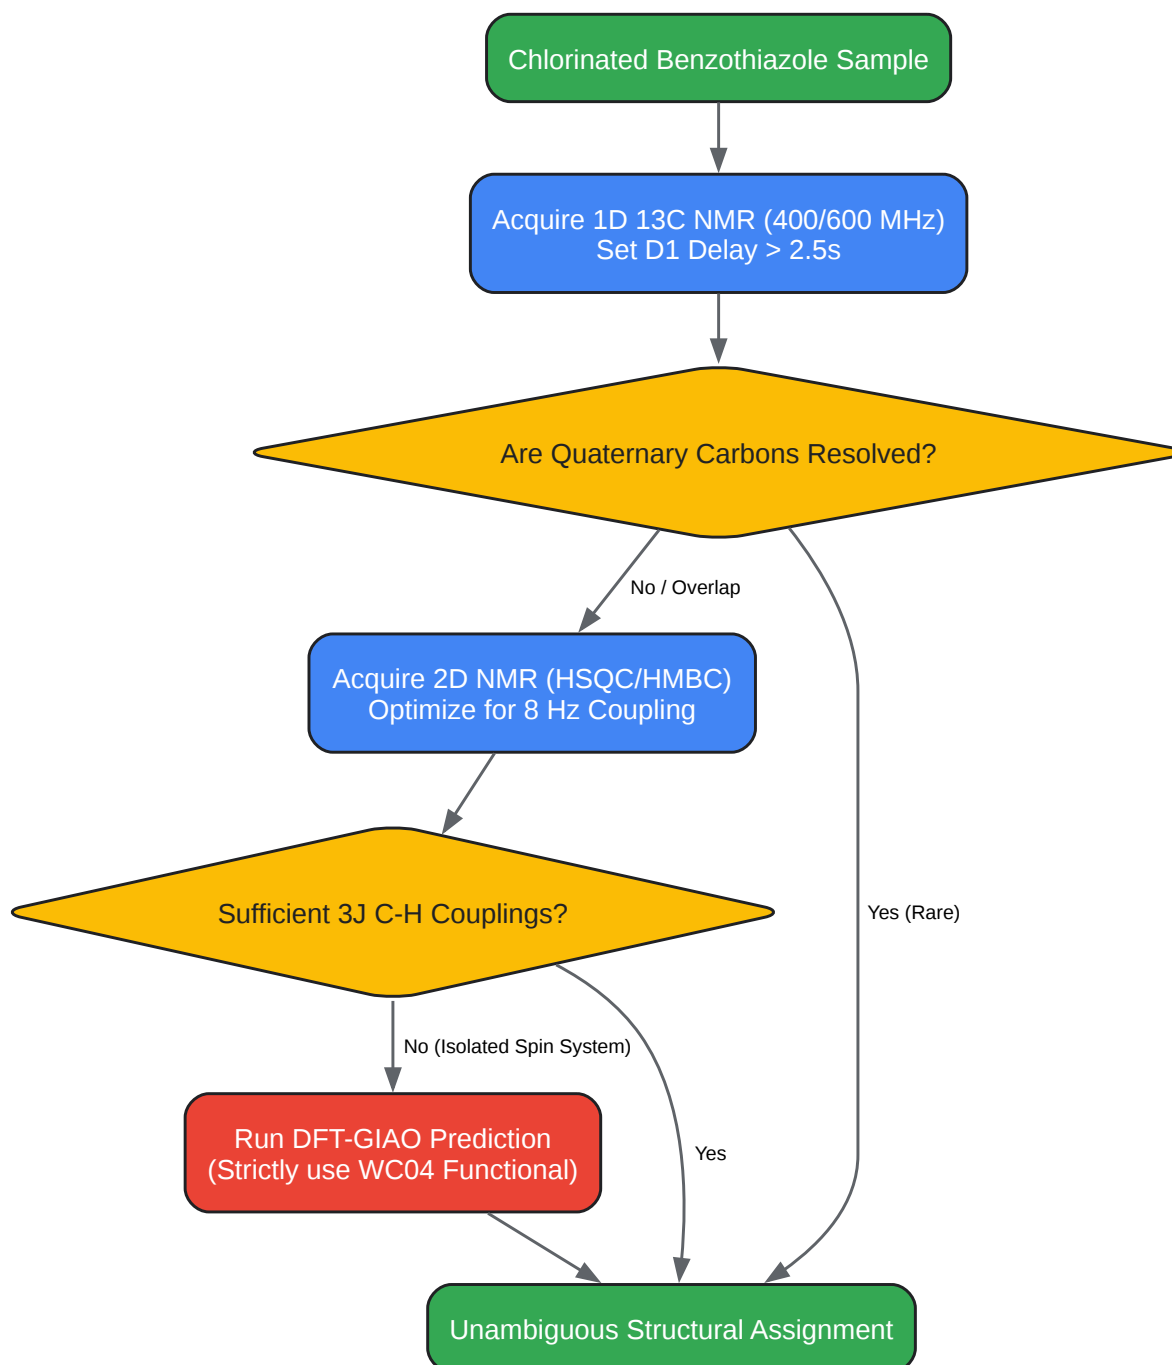 Chlorinated Benzothiazole Sample
Acquire 1D 13C NMR (400/600 MHz)
Set D1 Delay > 2.5s
Are Quaternary Carbons Resolved?
No / Overlap
Acquire 2D NMR (HSQC/HMBC)
Optimize for 8 Hz Coupling
Yes (Rare)
Sufficient 3J C-H Couplings?
No (Isolated Spin System)
Run DFT-GIAO Prediction
(Strictly use WC04 Functional)
Yes
Unambiguous Structural Assignment